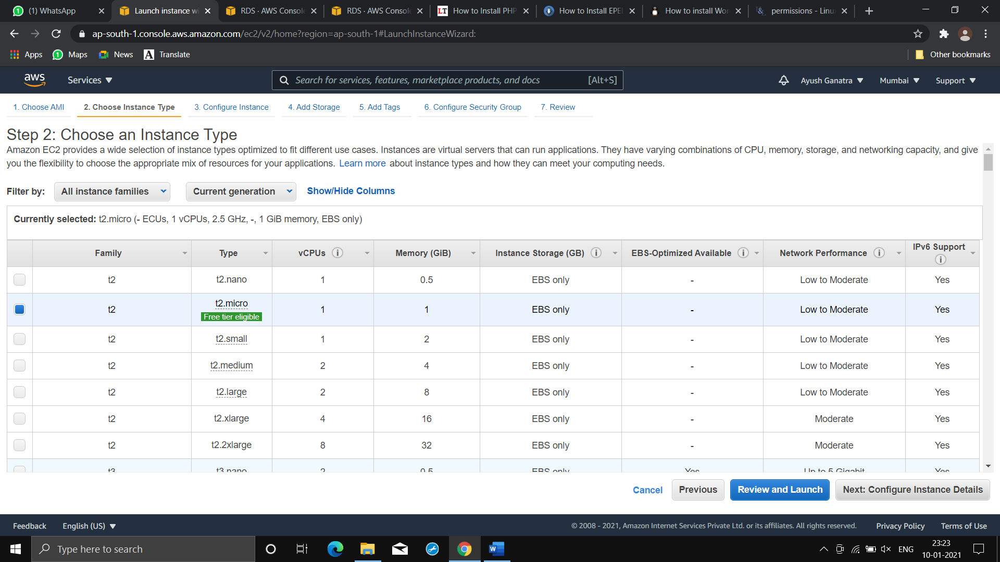 (1) WhatsApp
Launch instance wi
RDS · AWS Console
RDS · AWS Console
LT How to Install PHP
How to Install EPEL
How to install Wor
permissions - Linux
ap-south-1.console.aws.amazon.com/ec2/v2/home?region=ap-south-1#LaunchInstanceWizard:
Apps
Maps
News
A Translate
Other bookmarks
aws
Services
Search for services, features, marketplace products, and docs [Alt+S]
Ayush Ganatra
Mumbai
Support
1. Choose AMI
2. Choose Instance Type
3. Configure Instance
4. Add Storage
5. Add Tags
6. Configure Security Group
7. Review
Step 2: Choose an Instance Type
Amazon EC2 provides a wide selection of instance types optimized to fit different use cases. Instances are virtual servers that can run applications. They have varying combinations of CPU, memory, storage, and networking capacity, and give
you the flexibility to choose the appropriate mix of resources for your applications. Learn more about instance types and how they can meet your computing needs.
Filter by: All instance families Current generation Show/Hide Columns
Currently selected: t2.micro (- ECUs, 1 vCPUs, 2.5 GHz, -, 1 GiB memory, EBS only)
Family Type vCPUs Memory (GiB) Instance Storage (GB) EBS-Optimized Available Network Performance IPv6 Support
t2 t2.nano 1 0.5 EBS only - Low to Moderate Yes
t2 t2.micro 1 1 EBS only - Low to Moderate Yes
Free tier eligible
t2 t2.small 1 2 EBS only - Low to Moderate Yes
t2 t2.medium 2 4 EBS only - Low to Moderate Yes
t2 t2.large 2 8 EBS only - Low to Moderate Yes
t2 t2.xlarge 4 16 EBS only - Moderate Yes
t2 t2.2xlarge 8 32 EBS only - Moderate Yes
t3 t3.nano 2 0.5 EBS only Yes Up to 5 Gigabit Yes
Cancel Previous Review and Launch Next: Configure Instance Details
Feedback English (US)
© 2008 - 2021, Amazon Internet Services Private Ltd. or its affiliates. All rights reserved. Privacy Policy Terms of Use
Type here to search
W
ENG
23:23
10-01-2021